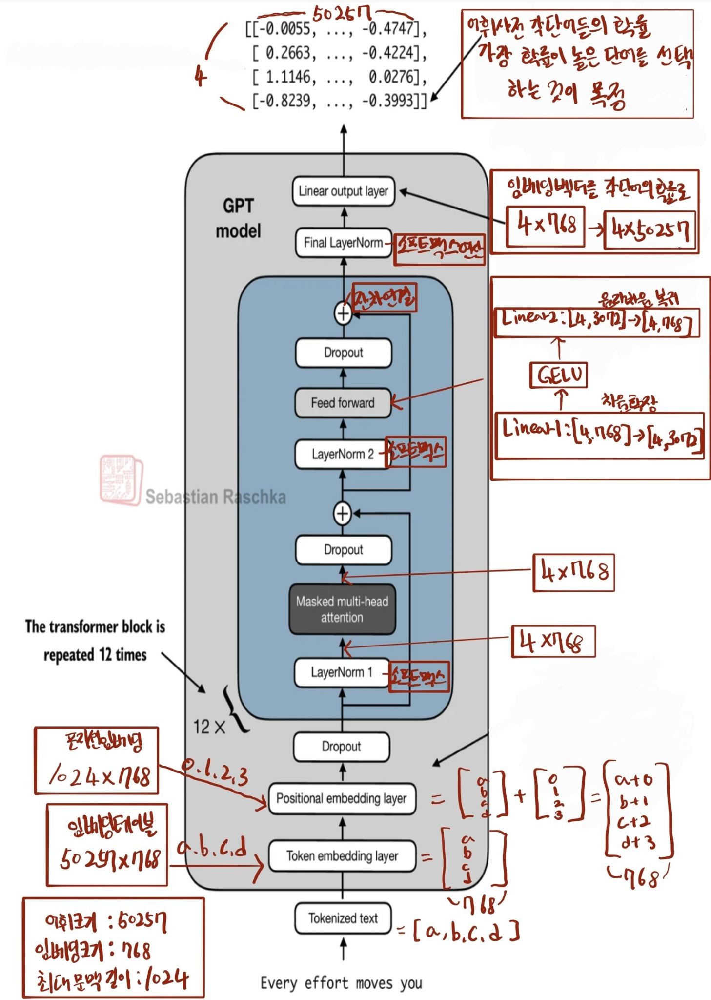 50257
[[-0.0055, ..., -0.4747],
[ 0.2663, ..., -0.4224],
[ 1.1146, ..., 0.0276],
[-0.8239, ..., -0.3993]]
4
어휘사전 각단어들의 확률
가장 확률이 높은 단어를 선택
하는 것이 목적
GPT
model
Linear output layer
임베딩벡터를 각단어의확률로
4×768 → 4×50257
Final LayerNorm
소프트맥스연산
잔차연결
+
Dropout
Feed forward
원래차원 복귀
Linear2:[4,3072]→[4,768]
GELU
차원확장
Linear1:[4,768]→[4,3072]
LayerNorm 2
소프트맥스
Sebastian Raschka
+
Dropout
4×768
Masked multi-head
attention
4×768
LayerNorm 1
소프트맥스
The transformer block is
repeated 12 times
12 ×
Dropout
포지션임베딩
1024×768
0.1.2.3
Positional embedding layer
= [a b c d] + [0 1 2 3] = [a+0 b+1 c+2 d+3]
768
임베딩테이블
50257×768
a.b.c.d
Token embedding layer
= [a b c d]
768
Tokenized text
= [a,b.c.d]
어휘크기 : 50257
임베딩크기 : 768
최대문맥길이 : 1024
Every effort moves you